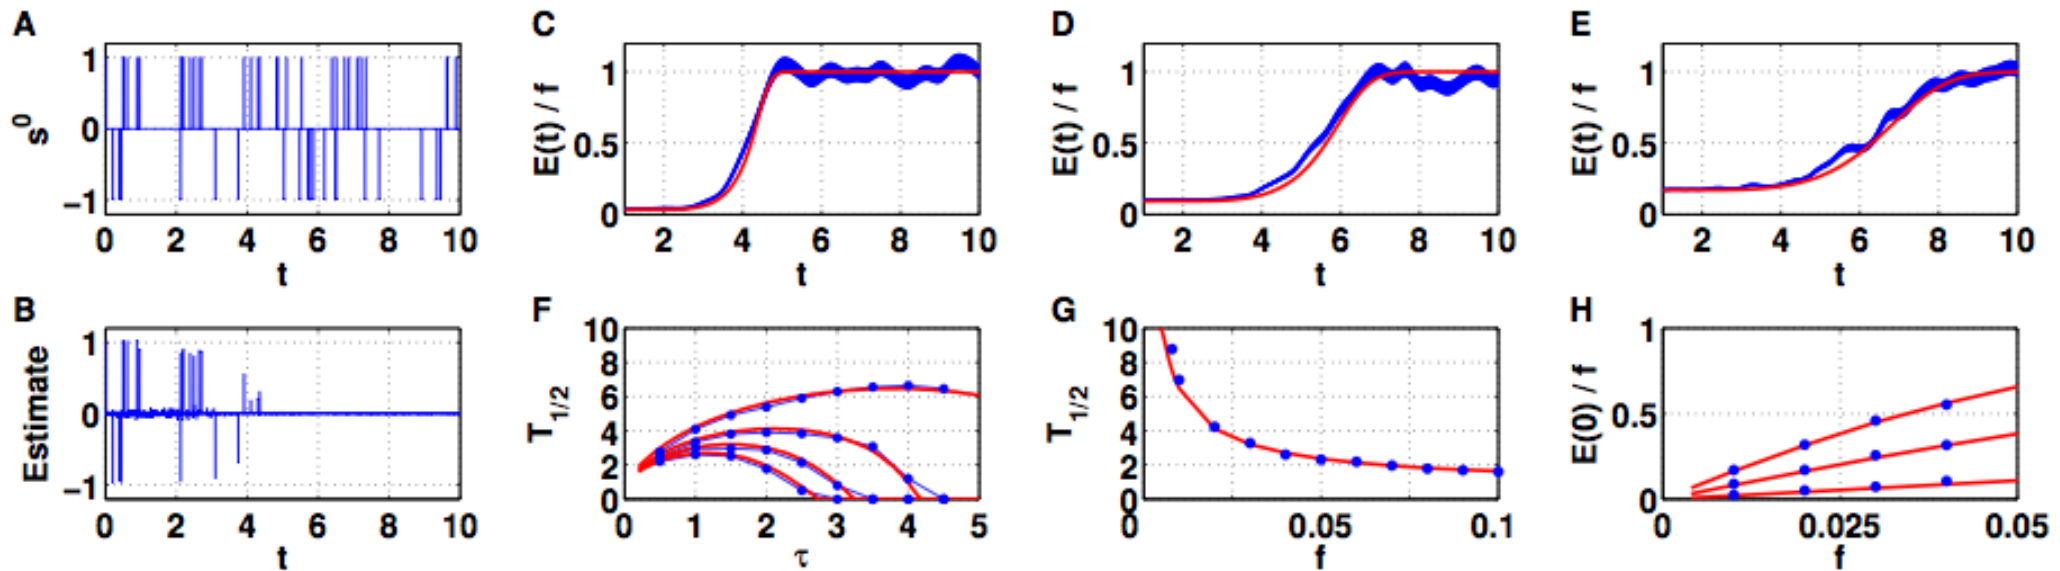 A
s⁰
1
0
−1
0 2 4 6 8 10
t
B
Estimate
1
0
−1
0 2 4 6 8 10
t
C
E(t) / f
1
0.5
0
2 4 6 8 10
t
D
E(t) / f
1
0.5
0
2 4 6 8 10
t
E
E(t) / f
1
0.5
0
2 4 6 8 10
t
F
T₁/₂
10
8
6
4
2
0
0 1 2 3 4 5
τ
G
T₁/₂
10
8
6
4
2
0
0 0.05 0.1
f
H
E(0) / f
1
0.5
0
0 0.025 0.05
f